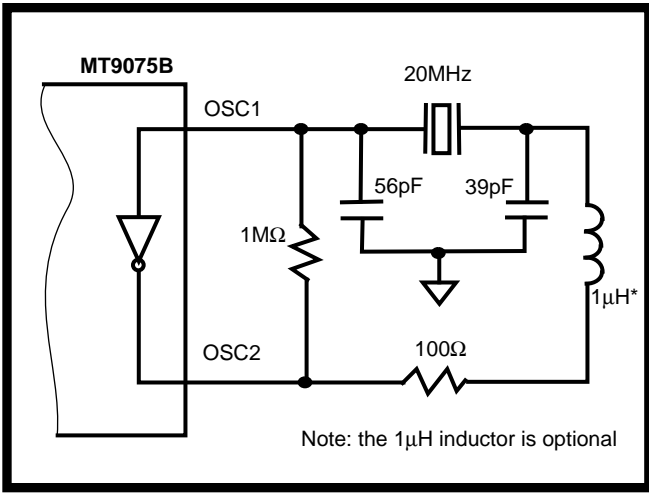 MT9075B
20MHz
OSC1
56pF
39pF
1MΩ
1µH*
OSC2
100Ω
Note: the 1µH inductor is optional